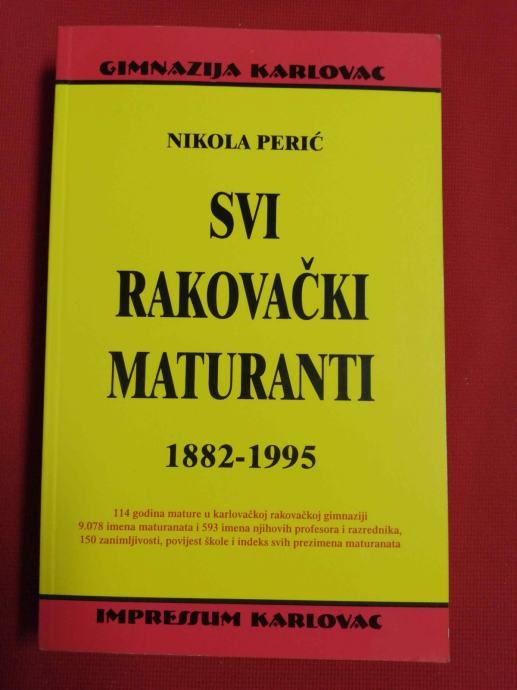 GIMNAZIJA KARLOVAC
NIKOLA PERIĆ
SVI
RAKOVAČKI
MATURANTI
1882-1995
114 godina mature u karlovačkoj rakovačkoj gimnaziji
9.078 imena maturanata i 593 imena njihovih profesora i razrednika,
150 zanimljivosti, povijest škole i indeks svih prezimena maturanata
IMPRESSUM KARLOVAC